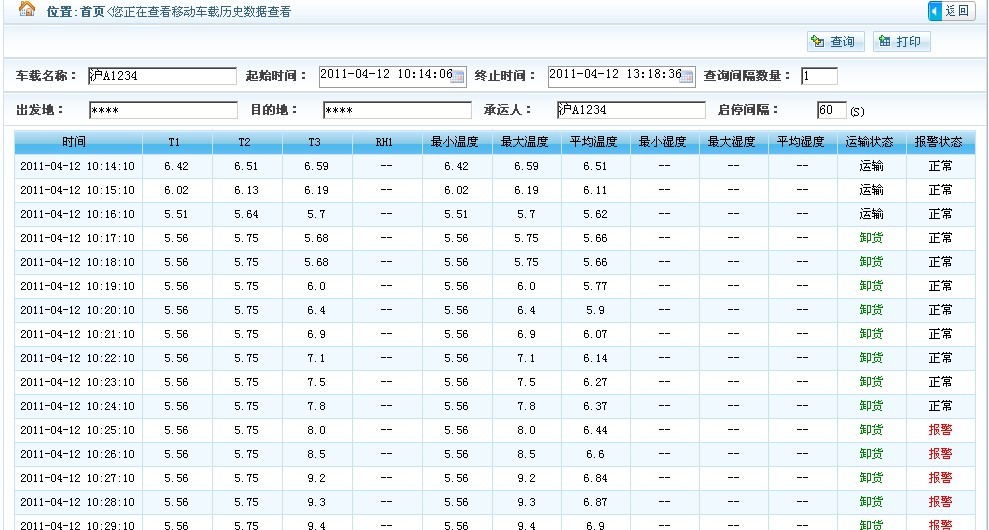 位置:首页<您正在查看移动车载历史数据查看 返回
查询 打印
车载名称： 沪A1234 起始时间： 2011-04-12 10:14:06 终止时间： 2011-04-12 13:18:36 查询间隔数量： 1
出发地： **** 目的地： **** 承运人： 沪A1234 启停间隔： 60 (S)
时间 T1 T2 T3 RH1 最小温度 最大温度 平均温度 最小湿度 最大湿度 平均湿度 运输状态 报警状态
2011-04-12 10:14:10 6.42 6.51 6.59 -- 6.42 6.59 6.51 -- -- -- 运输 正常
2011-04-12 10:15:10 6.02 6.13 6.19 -- 6.02 6.19 6.11 -- -- -- 运输 正常
2011-04-12 10:16:10 5.51 5.64 5.7 -- 5.51 5.7 5.62 -- -- -- 运输 正常
2011-04-12 10:17:10 5.56 5.75 5.68 -- 5.56 5.75 5.66 -- -- -- 卸货 正常
2011-04-12 10:18:10 5.56 5.75 5.68 -- 5.56 5.75 5.66 -- -- -- 卸货 正常
2011-04-12 10:19:10 5.56 5.75 6.0 -- 5.56 6.0 5.77 -- -- -- 卸货 正常
2011-04-12 10:20:10 5.56 5.75 6.4 -- 5.56 6.4 5.9 -- -- -- 卸货 正常
2011-04-12 10:21:10 5.56 5.75 6.9 -- 5.56 6.9 6.07 -- -- -- 卸货 正常
2011-04-12 10:22:10 5.56 5.75 7.1 -- 5.56 7.1 6.14 -- -- -- 卸货 正常
2011-04-12 10:23:10 5.56 5.75 7.5 -- 5.56 7.5 6.27 -- -- -- 卸货 正常
2011-04-12 10:24:10 5.56 5.75 7.8 -- 5.56 7.8 6.37 -- -- -- 卸货 正常
2011-04-12 10:25:10 5.56 5.75 8.0 -- 5.56 8.0 6.44 -- -- -- 卸货 报警
2011-04-12 10:26:10 5.56 5.75 8.5 -- 5.56 8.5 6.6 -- -- -- 卸货 报警
2011-04-12 10:27:10 5.56 5.75 9.2 -- 5.56 9.2 6.84 -- -- -- 卸货 报警
2011-04-12 10:28:10 5.56 5.75 9.3 -- 5.56 9.3 6.87 -- -- -- 卸货 报警
2011-04-12 10:29:10 5.56 5.75 9.4 -- 5.56 9.4 6.9 -- -- -- 卸货 报警